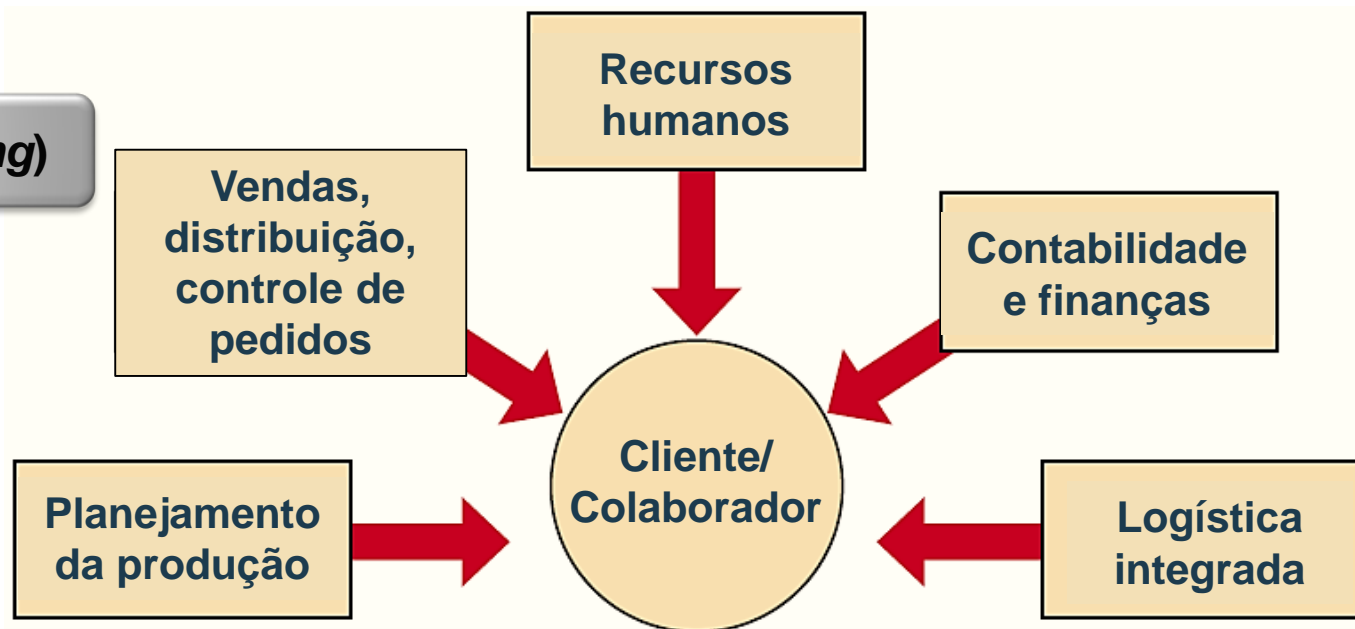 ng)
Recursos
humanos
Vendas,
distribuição,
controle de
pedidos
Contabilidade
e finanças
Cliente/
Colaborador
Planejamento
da produção
Logística
integrada